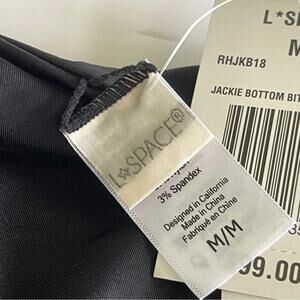 L*SPACE®
3% Spandex
Designed in California
Made in China
Fabriqué en Chine
M/M
RHJKB18
JACKIE BOTTOM BIT
99.00